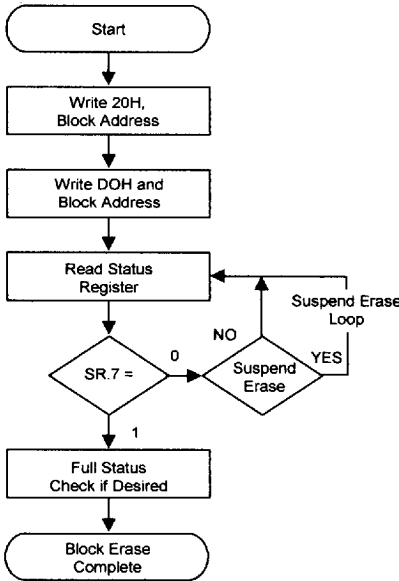 Start
Write 20H,
Block Address
Write DOH and
Block Address
Read Status
Register
Suspend Erase
Loop
NO
YES
0
SR.7 =
Suspend
Erase
1
Full Status
Check if Desired
Block Erase
Complete